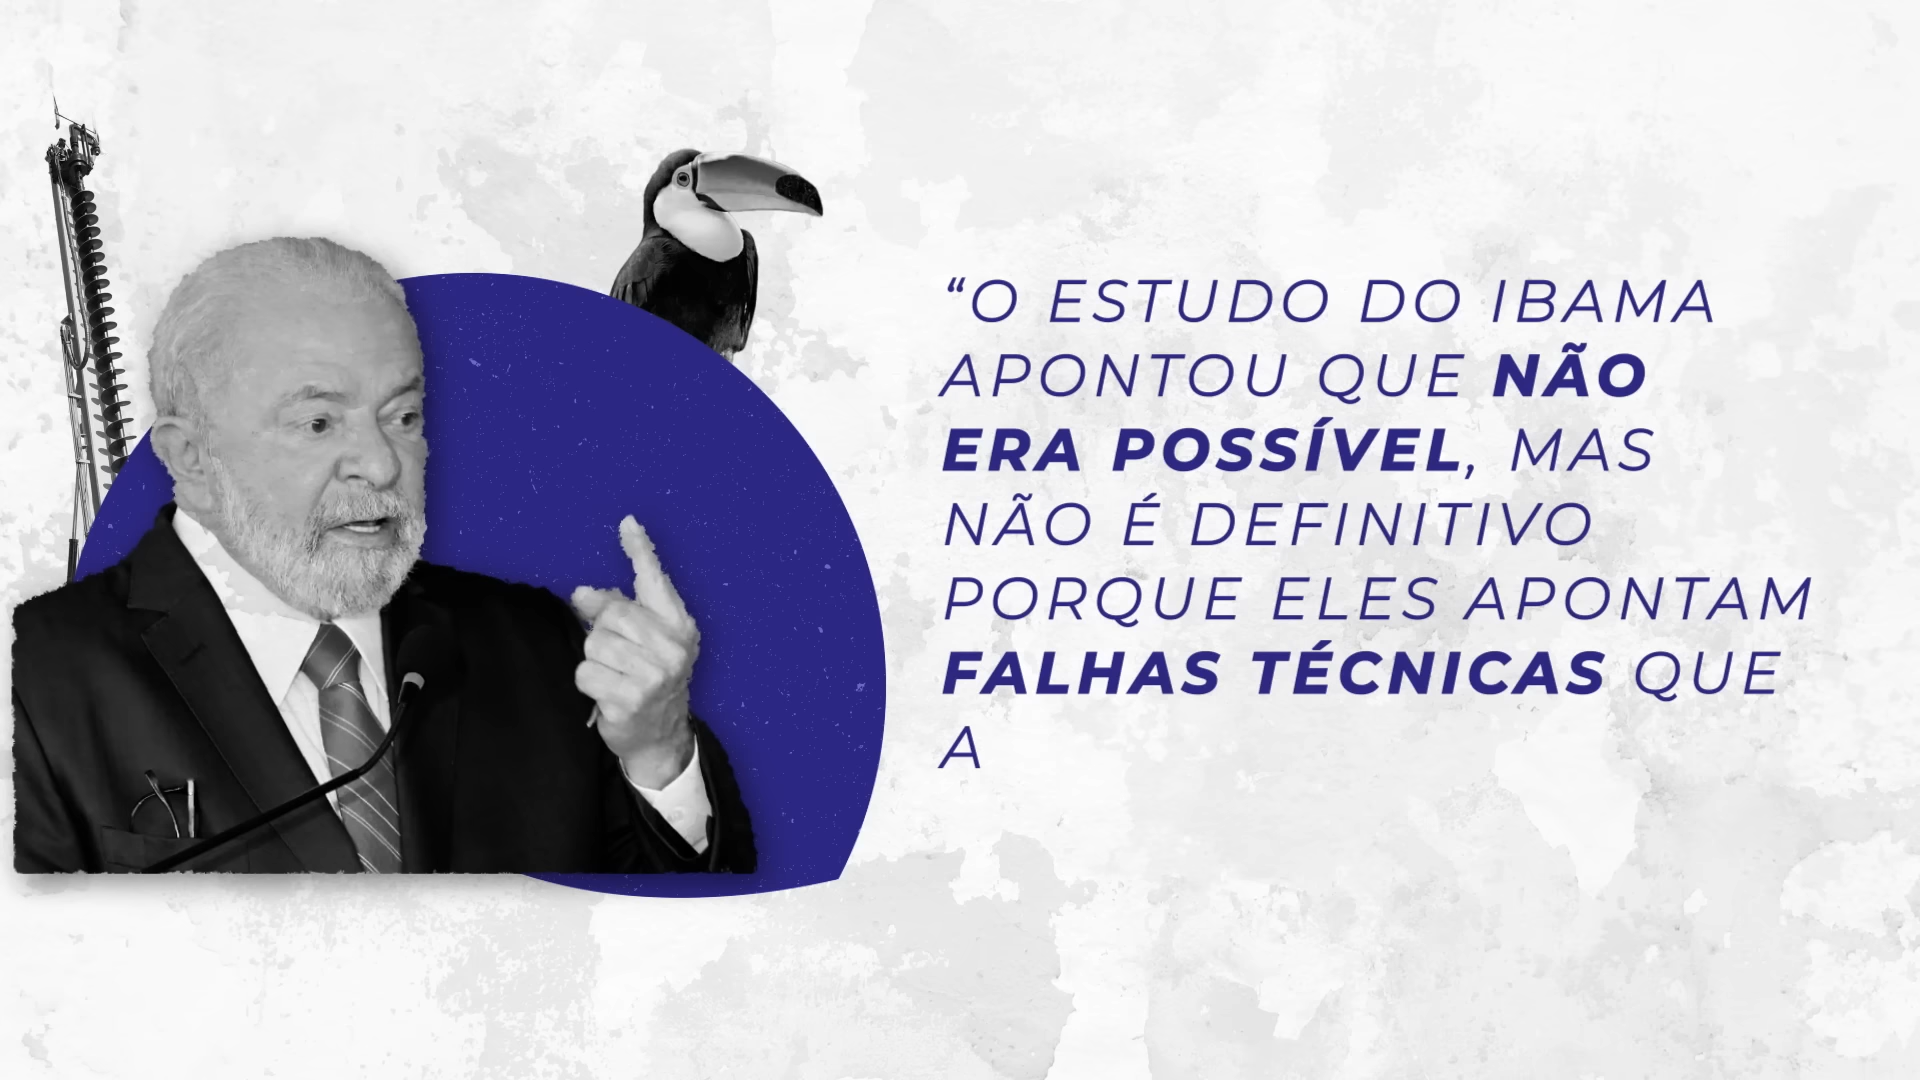 “O ESTUDO DO IBAMA
APONTOU QUE NÃO
ERA POSSÍVEL, MAS
NÃO É DEFINITIVO
PORQUE ELES APONTAM
FALHAS TÉCNICAS QUE
A